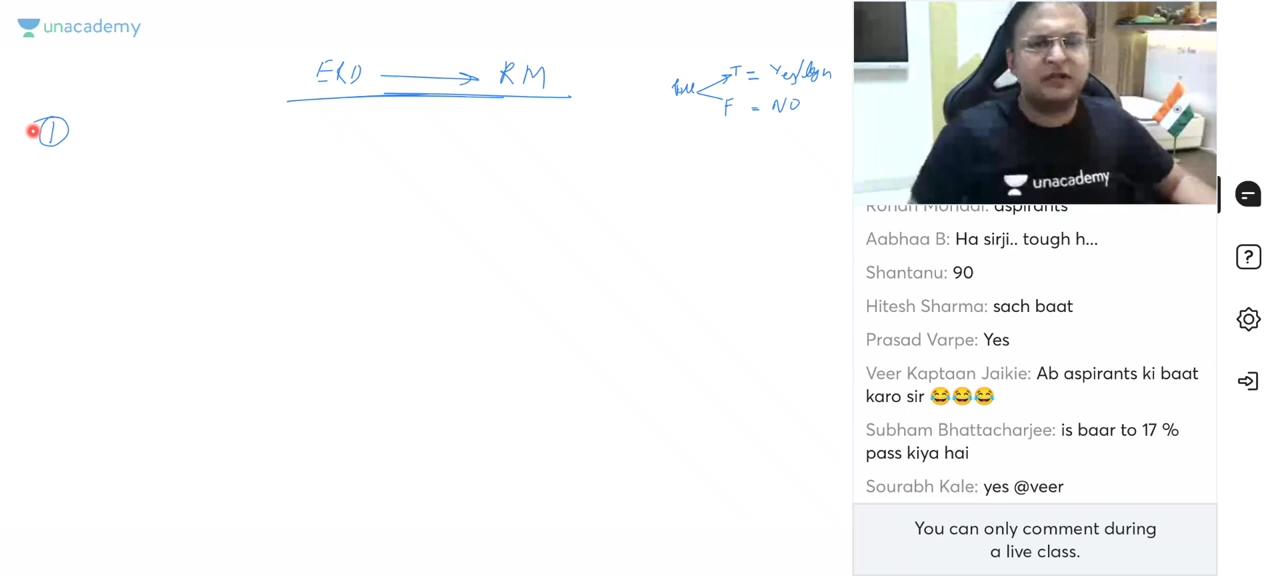 unacademy
ERD → RM
T = Yes/
F = NO
①
unacademy
Rohan Mondal: aspirants
Aabhaa B: Ha sirji.. tough h...
Shantanu: 90
Hitesh Sharma: sach baat
Prasad Varpe: Yes
Veer Kaptaan Jaikie: Ab aspirants ki baat
karo sir 😂😂😂
Subham Bhattacharjee: is baar to 17 %
pass kiya hai
Sourabh Kale: yes @veer
You can only comment during
a live class.